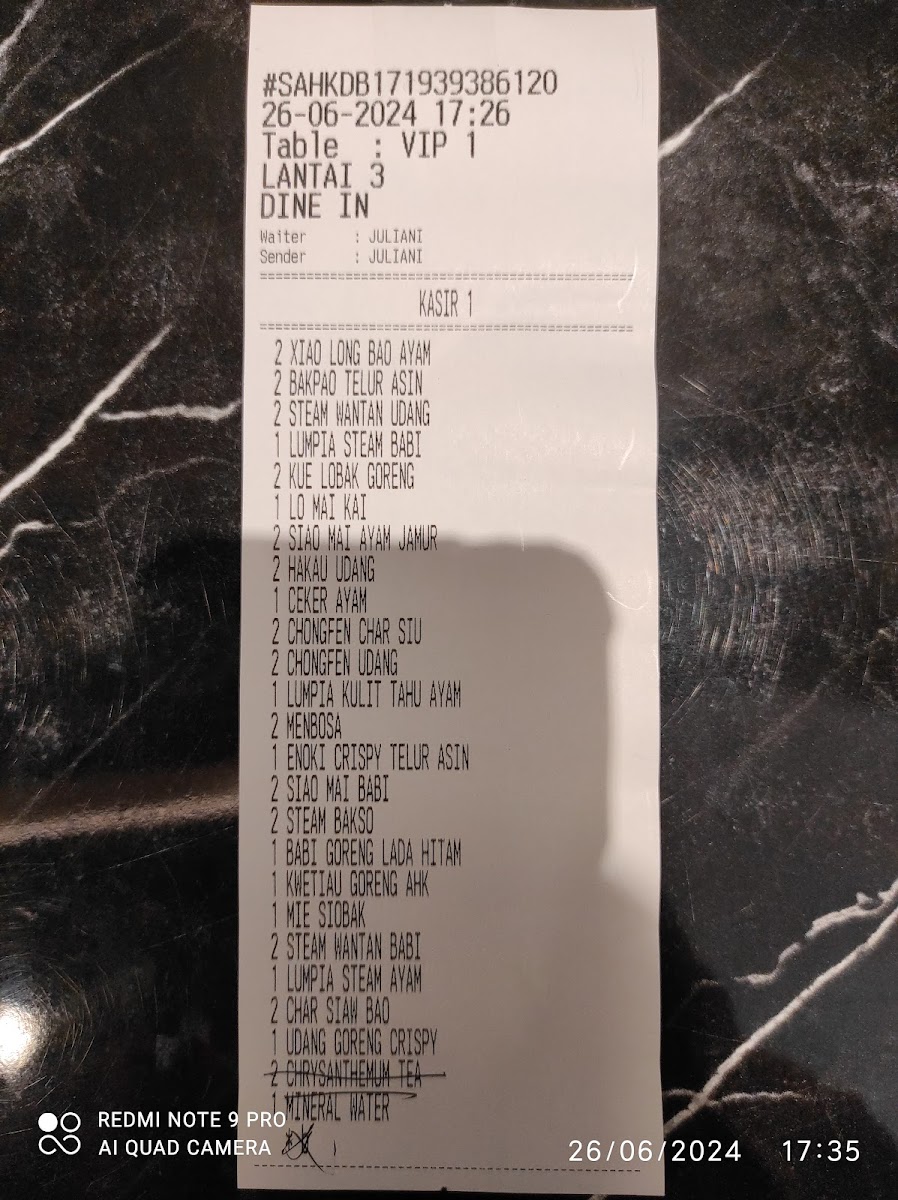 #SAHKDB171939386120
26-06-2024 17:26
Table : VIP 1
LANTAI 3
DINE IN
Waiter : JULIANI
Sender : JULIANI
================================================
KASIR 1
================================================
2 XIAO LONG BAO AYAM
2 BAKPAO TELUR ASIN
2 STEAM WANTAN UDANG
1 LUMPIA STEAM BABI
2 KUE LOBAK GORENG
1 LO MAI KAI
2 SIAO MAI AYAM JAMUR
2 HAKAU UDANG
1 CEKER AYAM
2 CHONGFEN CHAR SIU
2 CHONGFEN UDANG
1 LUMPIA KULIT TAHU AYAM
2 MENBOSA
1 ENOKI CRISPY TELUR ASIN
2 SIAO MAI BABI
2 STEAM BAKSO
1 BABI GORENG LADA HITAM
1 KWETIAU GORENG AHK
1 MIE SIOBAK
2 STEAM WANTAN BABI
1 LUMPIA STEAM AYAM
2 CHAR SIAW BAO
1 UDANG GORENG CRISPY
2 CHRYSANTHEMUM TEA
1 MINERAL WATER
REDMI NOTE 9 PRO
AI QUAD CAMERA
26/06/2024 17:35